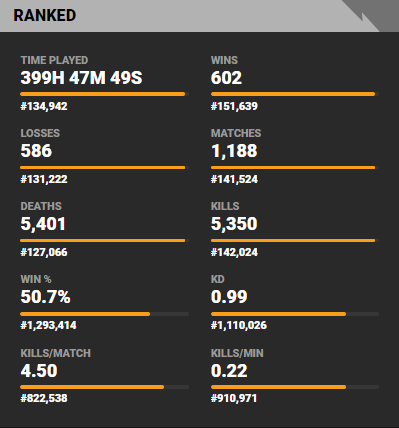 RANKED
TIME PLAYED
399H 47M 49S
#134,942
WINS
602
#151,639
LOSSES
586
#131,222
MATCHES
1,188
#141,524
DEATHS
5,401
#127,066
KILLS
5,350
#142,024
WIN %
50.7%
#1,293,414
KD
0.99
#1,110,026
KILLS/MATCH
4.50
#822,538
KILLS/MIN
0.22
#910,971